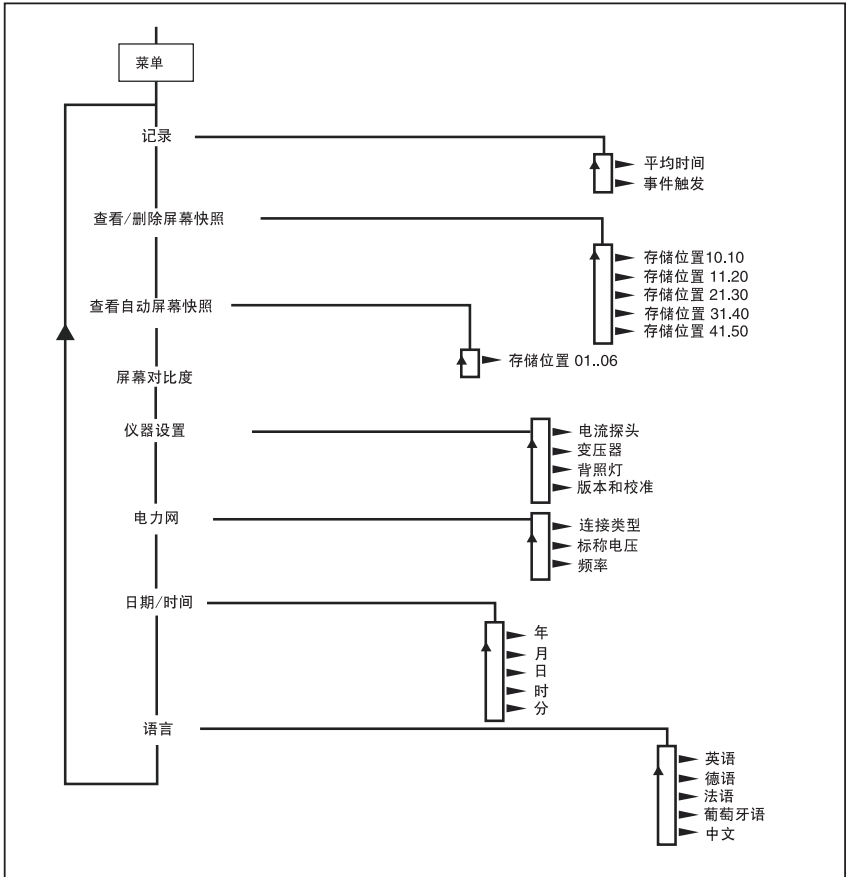 菜单
记录
平均时间
事件触发
查看/删除屏幕快照
存储位置10.10
存储位置 11.20
存储位置 21.30
存储位置 31.40
存储位置 41.50
查看自动屏幕快照
存储位置 01..06
屏幕对比度
仪器设置
电流探头
变压器
背照灯
版本和校准
电力网
连接类型
标称电压
频率
日期/时间
年
月
日
时
分
语言
英语
德语
法语
葡萄牙语
中文